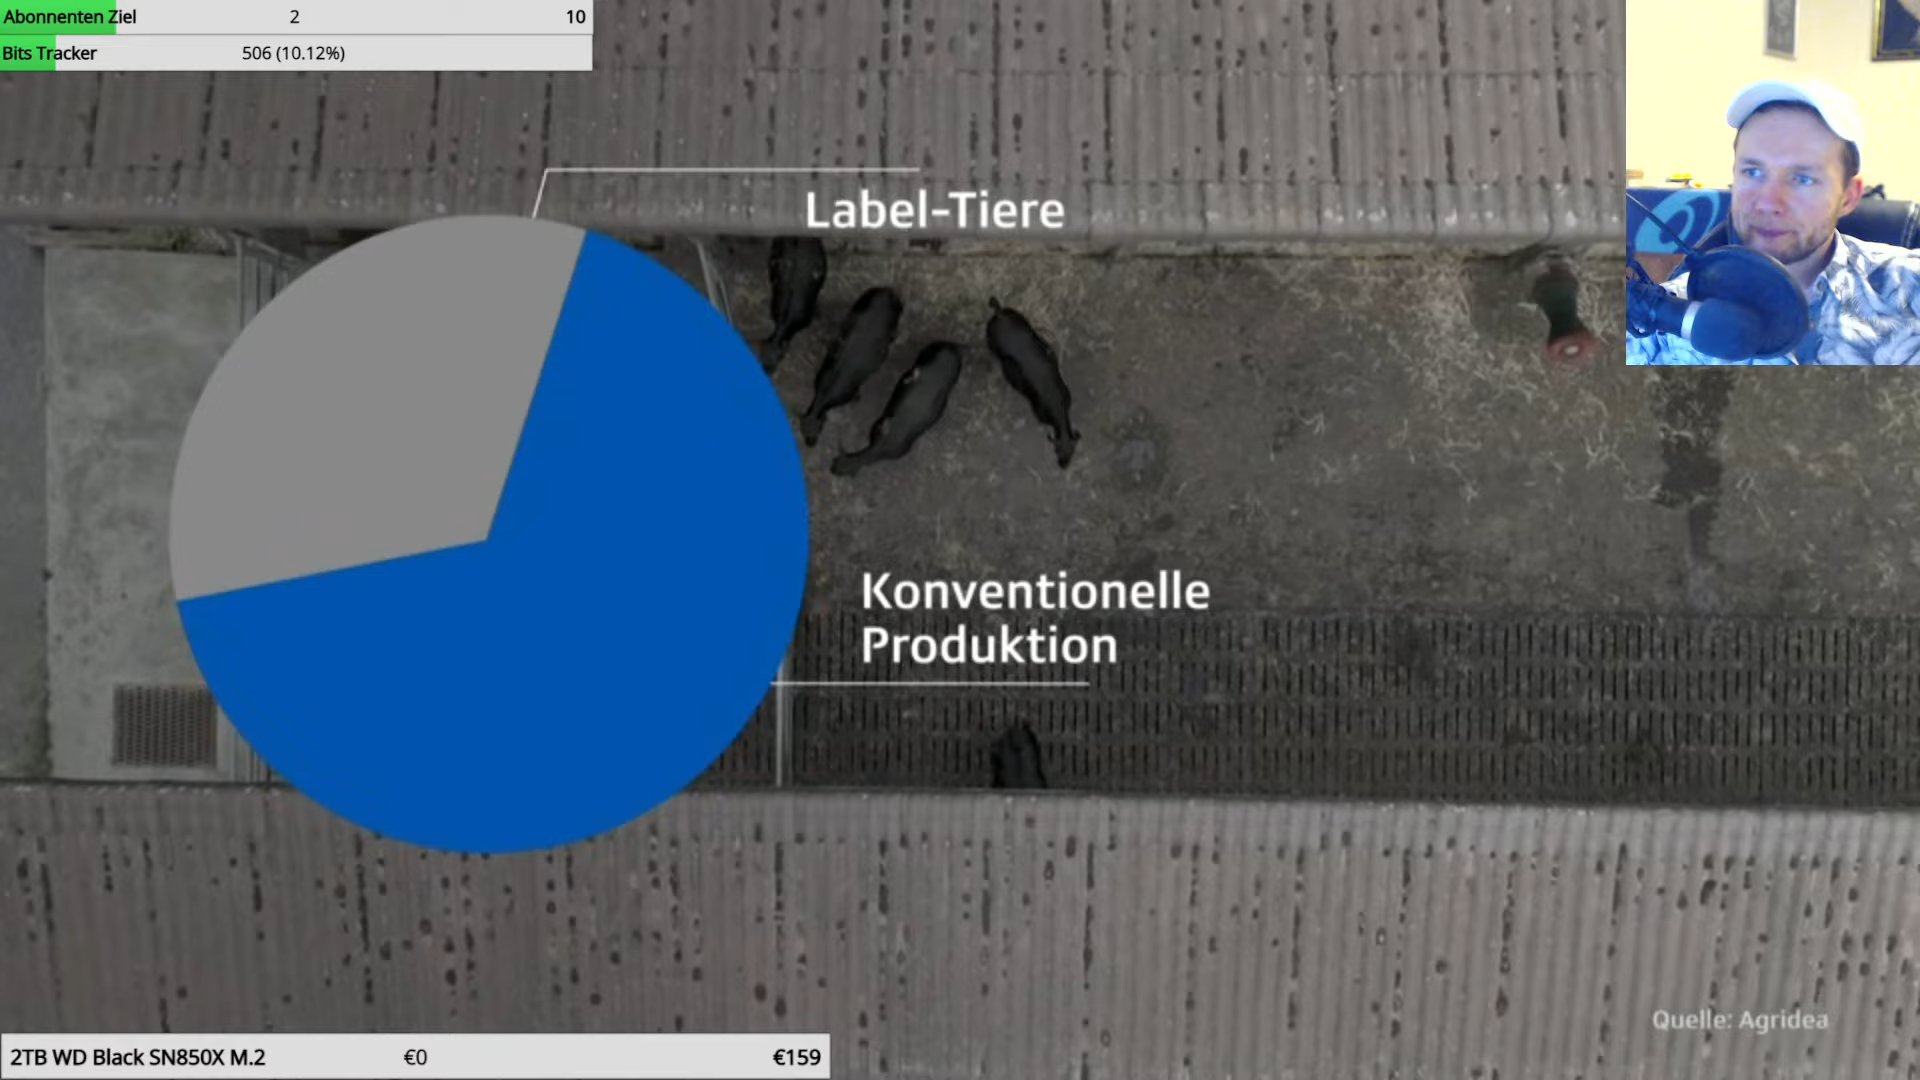 Abonnenten Ziel 2 10
Bits Tracker 506 (10.12%)
Label-Tiere
Konventionelle
Produktion
Quelle: Agridea
2TB WD Black SN850X M.2 €0 €159